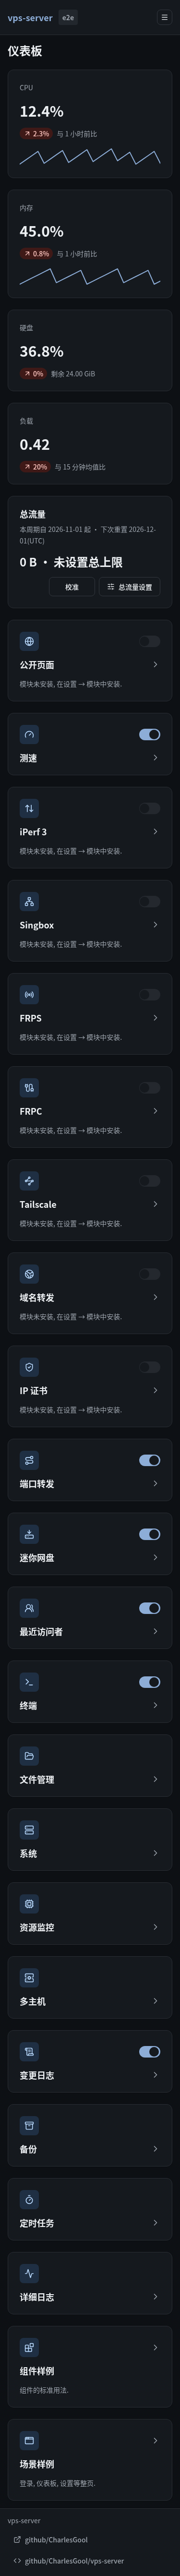 vps-server e2e
仪表板
CPU
12.4%
2.3% 与 1 小时前比
内存
45.0%
0.8% 与 1 小时前比
硬盘
36.8%
0% 剩余 24.00 GiB
负载
0.42
20% 与 15 分钟均值比
总流量
本周期自 2026-11-01 起 · 下次重置 2026-12-
01(UTC)
0 B · 未设置总上限
校准 总流量设置
公开页面
模块未安装, 在设置 → 模块中安装.
测速
iPerf 3
模块未安装, 在设置 → 模块中安装.
Singbox
模块未安装, 在设置 → 模块中安装.
FRPS
模块未安装, 在设置 → 模块中安装.
FRPC
模块未安装, 在设置 → 模块中安装.
Tailscale
模块未安装, 在设置 → 模块中安装.
域名转发
模块未安装, 在设置 → 模块中安装.
IP 证书
模块未安装, 在设置 → 模块中安装.
端口转发
迷你网盘
最近访问者
终端
文件管理
系统
资源监控
多主机
变更日志
备份
定时任务
详细日志
组件样例
组件的标准用法.
场景样例
登录, 仪表板, 设置等整页.
vps-server
github/CharlesGool
github/CharlesGool/vps-server